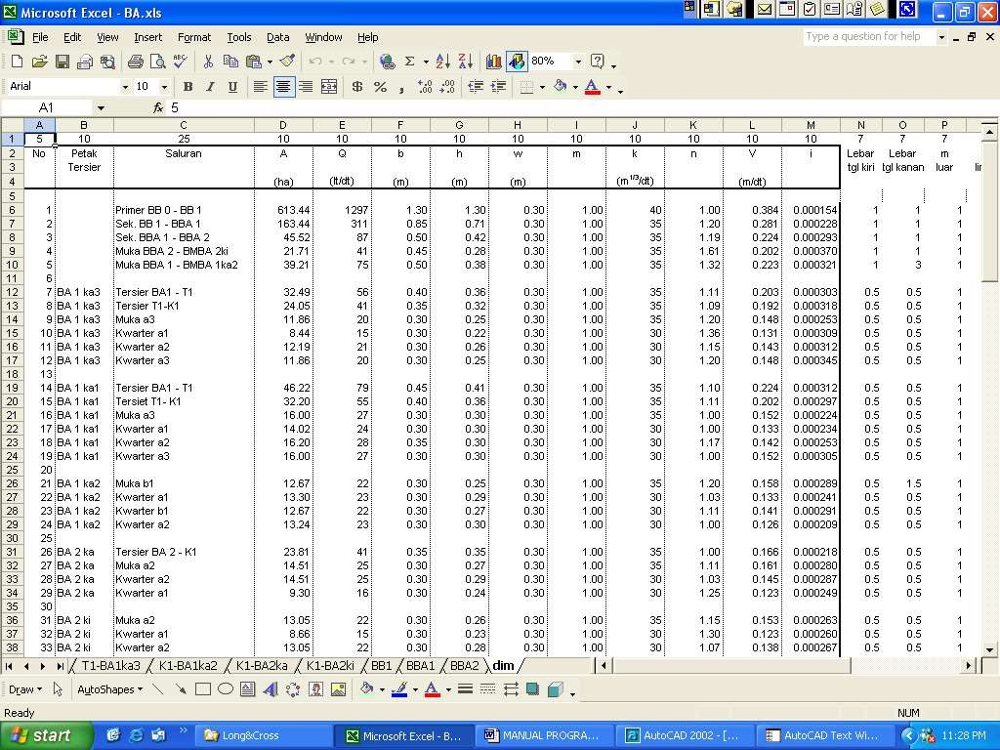 Microsoft Excel - BA.xls
File Edit View Insert Format Tools Data Window Help Type a question for help
80%
Arial 10 B I U $ % ,
A1 fx 5
A B C D E F G H I J K L M N O P
1 5 10 25 10 10 10 10 10 10 10 10 10 10 7 7 7
2 No Petak Saluran A Q b h w m k n V i Lebar Lebar m
3 Tersier tgl kiri tgl kanan luar
4 (ha) (lt/dt) (m) (m) (m) (m1/3/dt) (m/dt)
5
6 1 Primer BB 0 - BB 1 613.44 1297 1.30 1.30 0.30 1.00 40 1.00 0.384 0.000154 1 1 1
7 2 Sek. BB 1 - BBA 1 163.44 311 0.85 0.71 0.30 1.00 35 1.20 0.281 0.000228 1 1 1
8 3 Sek. BBA 1 - BBA 2 45.52 87 0.50 0.42 0.30 1.00 35 1.19 0.224 0.000293 1 1 1
9 4 Muka BBA 2 - BMBA 2ki 21.71 41 0.45 0.28 0.30 1.00 35 1.61 0.202 0.000370 1 1 1
10 5 Muka BBA 1 - BMBA 1ka2 39.21 75 0.50 0.38 0.30 1.00 35 1.32 0.223 0.000321 1 3 1
11 6
12 7 BA 1 ka3 Tersier BA1 - T1 32.49 56 0.40 0.36 0.30 1.00 35 1.11 0.203 0.000303 0.5 0.5 1
13 8 BA 1 ka3 Tersier T1-K1 24.05 41 0.35 0.32 0.30 1.00 35 1.09 0.192 0.000318 0.5 0.5 1
14 9 BA 1 ka3 Muka a3 11.86 20 0.30 0.25 0.30 1.00 35 1.20 0.148 0.000253 0.5 0.5 1
15 10 BA 1 ka3 Kwarter a1 8.44 15 0.30 0.22 0.30 1.00 30 1.36 0.131 0.000309 0.5 0.5 1
16 11 BA 1 ka3 Kwarter a2 12.19 21 0.30 0.26 0.30 1.00 30 1.15 0.143 0.000312 0.5 0.5 1
17 12 BA 1 ka3 Kwarter a3 11.86 20 0.30 0.25 0.30 1.00 30 1.20 0.148 0.000345 0.5 0.5 1
18 13
19 14 BA 1 ka1 Tersier BA1 - T1 46.22 79 0.45 0.41 0.30 1.00 35 1.10 0.224 0.000312 0.5 0.5 1
20 15 BA 1 ka1 Tersiet T1- K1 32.20 55 0.40 0.36 0.30 1.00 35 1.11 0.202 0.000297 0.5 0.5 1
21 16 BA 1 ka1 Muka a3 16.00 27 0.30 0.30 0.30 1.00 35 1.00 0.152 0.000224 0.5 0.5 1
22 17 BA 1 ka1 Kwarter a1 14.02 24 0.30 0.30 0.30 1.00 30 1.00 0.133 0.000234 0.5 0.5 1
23 18 BA 1 ka1 Kwarter a2 16.20 28 0.35 0.30 0.30 1.00 30 1.17 0.142 0.000253 0.5 0.5 1
24 19 BA 1 ka1 Kwarter a3 16.00 27 0.30 0.30 0.30 1.00 30 1.00 0.152 0.000305 0.5 0.5 1
25 20
26 21 BA 1 ka2 Muka b1 12.67 22 0.30 0.25 0.30 1.00 35 1.20 0.158 0.000289 0.5 1.5 1
27 22 BA 1 ka2 Kwarter a1 13.30 23 0.30 0.29 0.30 1.00 30 1.03 0.133 0.000241 0.5 0.5 1
28 23 BA 1 ka2 Kwarter b1 12.67 22 0.30 0.27 0.30 1.00 30 1.11 0.141 0.000291 0.5 0.5 1
29 24 BA 1 ka2 Kwarter a2 13.24 23 0.30 0.30 0.30 1.00 30 1.00 0.126 0.000209 0.5 0.5 1
30 25
31 26 BA 2 ka Tersier BA 2 - K1 23.81 41 0.35 0.35 0.30 1.00 35 1.00 0.166 0.000218 0.5 0.5 1
32 27 BA 2 ka Muka a2 14.51 25 0.30 0.27 0.30 1.00 35 1.11 0.161 0.000280 0.5 0.5 1
33 28 BA 2 ka Kwarter a2 14.51 25 0.30 0.29 0.30 1.00 30 1.03 0.145 0.000287 0.5 0.5 1
34 29 BA 2 ka Kwarter a1 9.30 16 0.30 0.24 0.30 1.00 30 1.25 0.123 0.000249 0.5 0.5 1
35 30
36 31 BA 2 ki Muka a2 13.05 22 0.30 0.26 0.30 1.00 35 1.15 0.153 0.000263 0.5 0.5 1
37 32 BA 2 ki Kwarter a1 8.66 15 0.30 0.23 0.30 1.00 30 1.30 0.123 0.000260 0.5 0.5 1
38 33 BA 2 ki Kwarter a2 13.05 22 0.30 0.28 0.30 1.00 30 1.07 0.138 0.000267 0.5 0.5 1
T1-BA1ka3 K1-BA1ka2 K1-BA2ka K1-BA2ki BB1 BBA1 BBA2 dim
Draw AutoShapes
Ready NUM
start Long&Cross Microsoft Excel - B... MANUAL PROGRA... AutoCAD 2002 - [... AutoCAD Text Wi... 11:28 PM